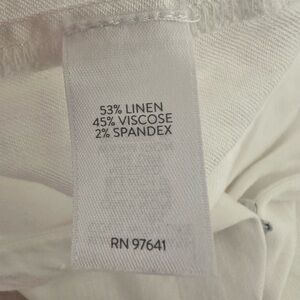 53% LINEN
45% VISCOSE
2% SPANDEX
RN 97641